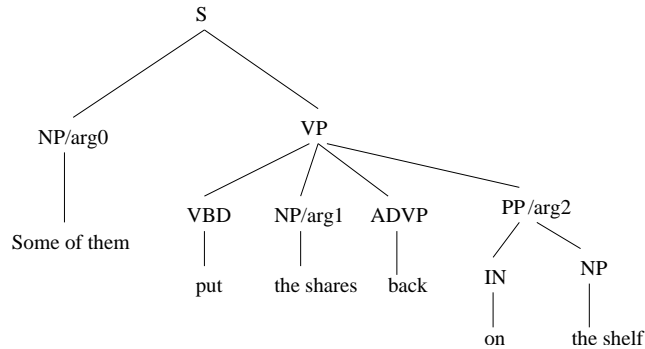 S
NP/arg0 VP
VBD NP/arg1 ADVP PP/arg2
Some of them
put the shares back IN NP
on the shelf